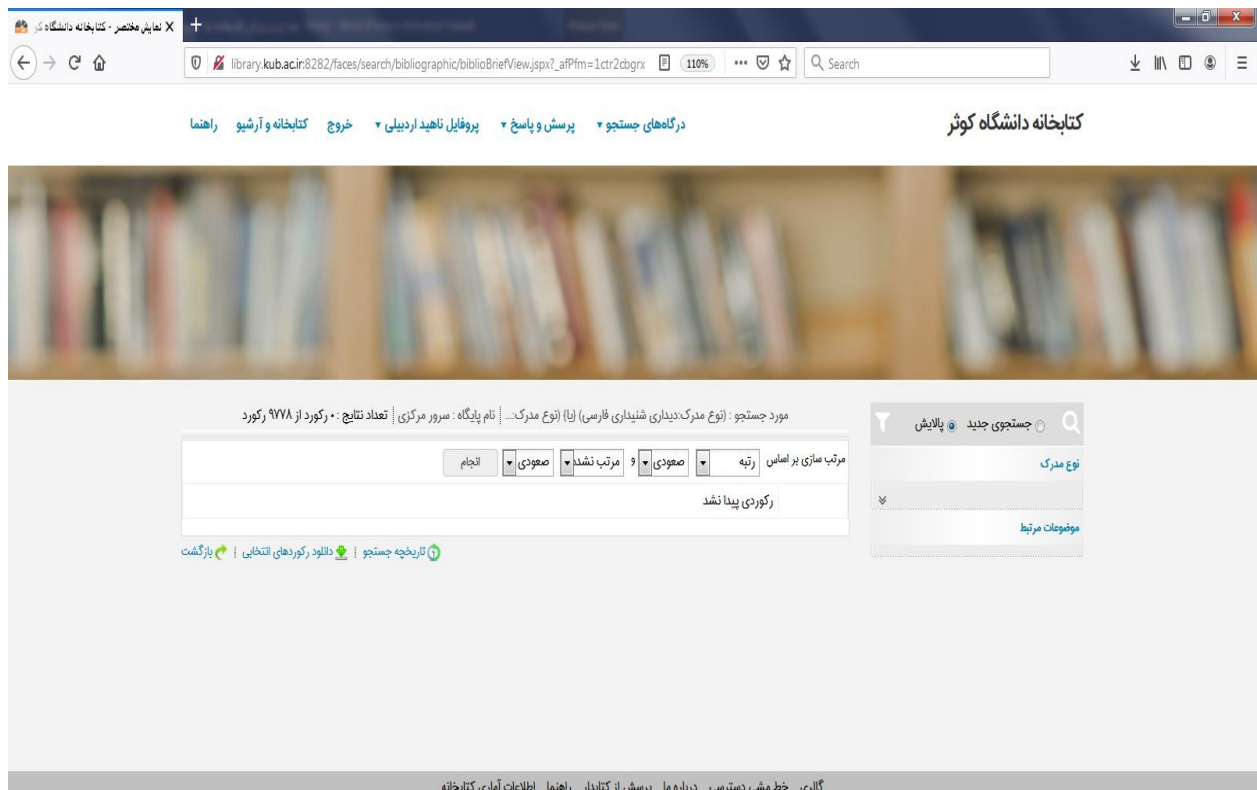 نمایش مختصر - کتابخانه دانشگاه کو
library.kub.ac.ir:8282/faces/search/bibliographic/biblioBriefView.jspx?_afPfm=1ctr2cbgrx
110%
Search
کتابخانه دانشگاه کوثر
درگاه‌های جستجو ▾ پرسش و پاسخ ▾ پروفایل ناهید اردبیلی ▾ خروج کتابخانه و آرشیو راهنما
جستجوی جدید پالایش
نوع مدرک
موضوعات مرتبط
مورد جستجو : (نوع مدرک:دیداری شنیداری فارسی) {یا} (نوع مدرک:... | نام پایگاه : سرور مرکزی | تعداد نتایج : ۰ رکورد از ۹۷۷۸ رکورد
مرتب سازی بر اساس رتبه صعودی و مرتب نشده صعودی انجام
رکوردی پیدا نشد
تاریخچه جستجو | دانلود رکوردهای انتخابی | بازگشت
گالری خط مشی دسترسی درباره ما پرسش از کتابدار راهنما اطلاعات آماری کتابخانه